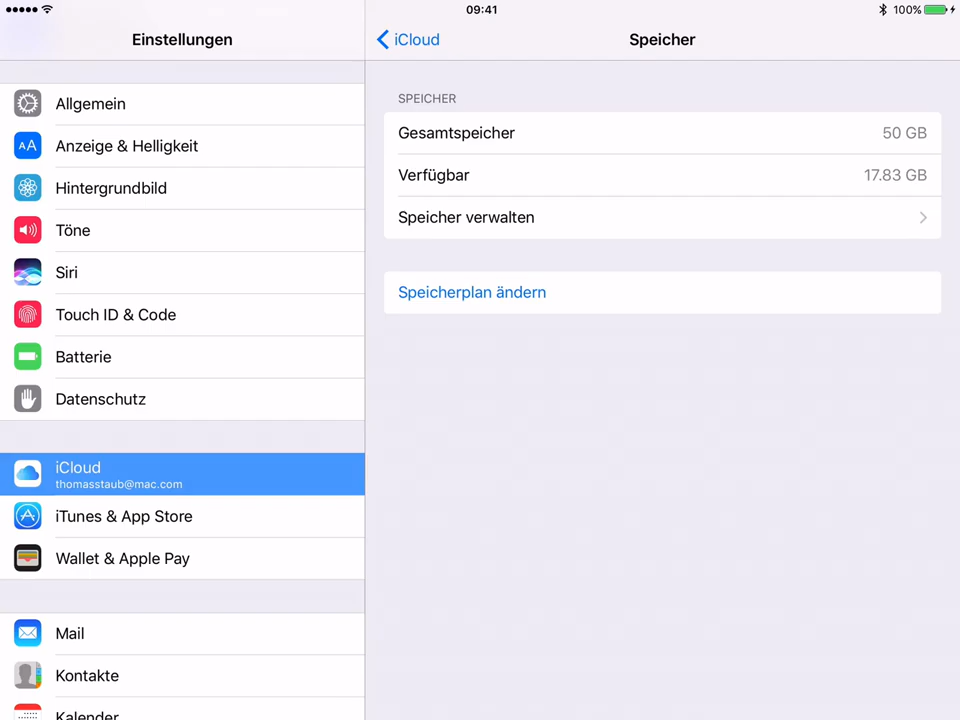 09:41
100%
Einstellungen
Allgemein
AA
Anzeige & Helligkeit
Hintergrundbild
Töne
Siri
Touch ID & Code
Batterie
Datenschutz
iCloud
thomasstaub@mac.com
iTunes & App Store
Wallet & Apple Pay
Mail
Kontakte
Kalender
iCloud
Speicher
SPEICHER
Gesamtspeicher 50 GB
Verfügbar 17.83 GB
Speicher verwalten
Speicherplan ändern